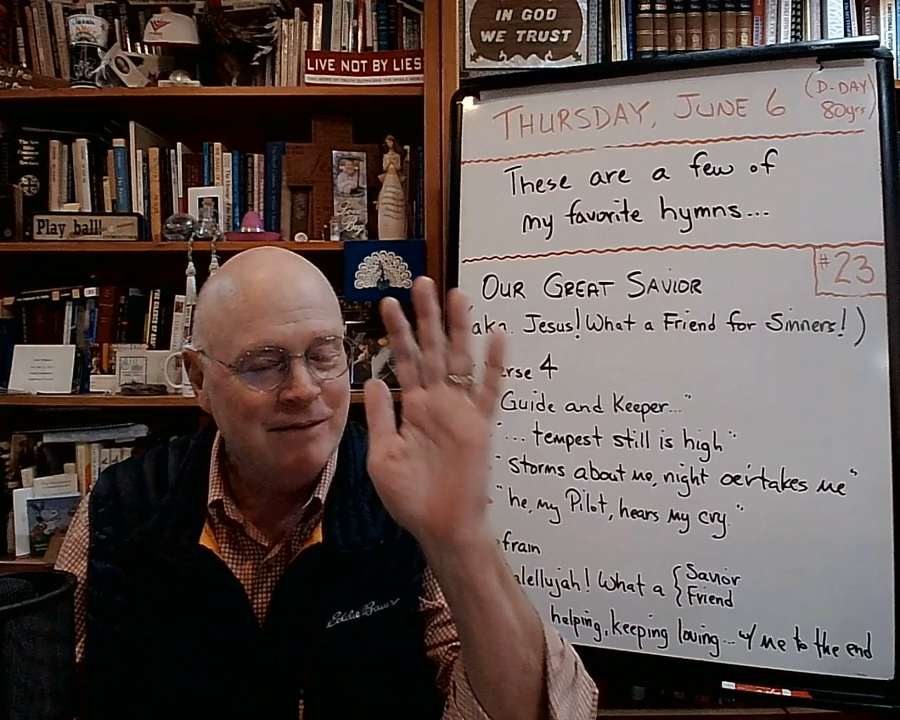 IN GOD
WE TRUST
LIVE NOT BY LIES
Play ball!
Eddie Bauer
THURSDAY, JUNE 6 (D-DAY 80yrs)
These are a few of
my favorite hymns...
#23
OUR GREAT SAVIOR
aka. Jesus! What a Friend for Sinners!)
erse 4
Guide and Keeper..."
"... tempest still is high"
"storms about me, night oe'rtakes me"
"he, my Pilot, hears my cry."
frain
alellujah! What a { Savior
Friend
helping, keeping loving... w/ me to the end